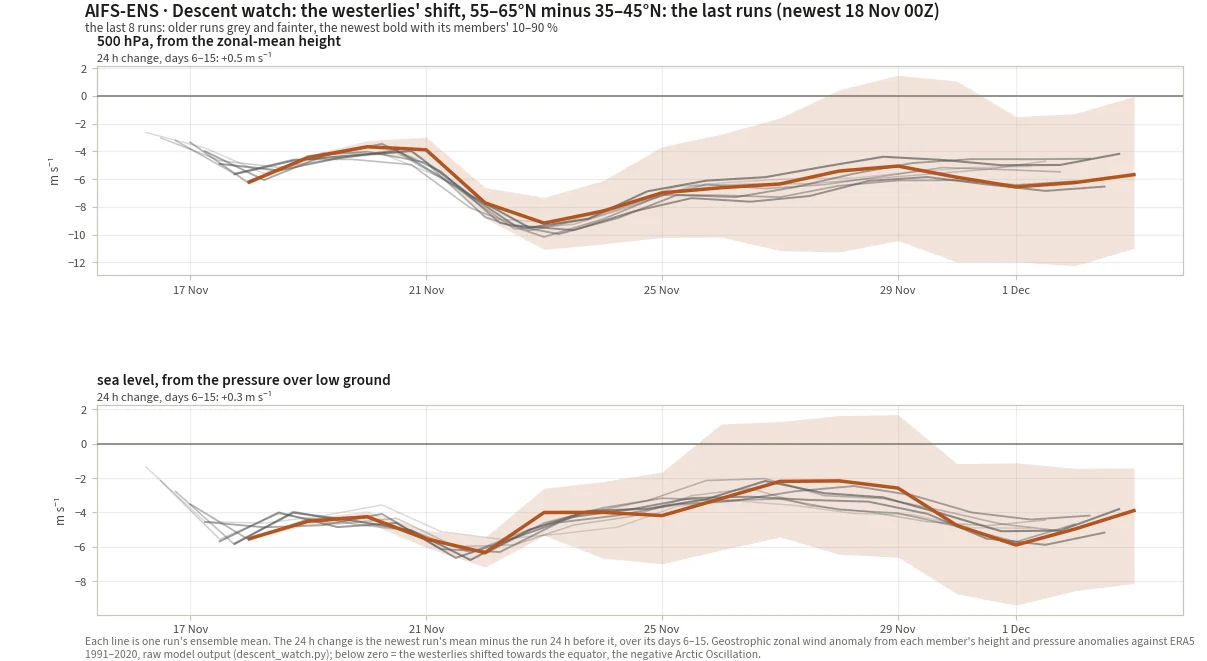 AIFS-ENS · Descent watch: the westerlies' shift, 55–65°N minus 35–45°N: the last runs (newest 18 Nov 00Z)
the last 8 runs: older runs grey and fainter, the newest bold with its members' 10–90 %
500 hPa, from the zonal-mean height
24 h change, days 6–15: +0.5 m s⁻¹
2
0
−2
−4
−6
−8
−10
−12
m s⁻¹
17 Nov 21 Nov 25 Nov 29 Nov 1 Dec
sea level, from the pressure over low ground
24 h change, days 6–15: +0.3 m s⁻¹
2
0
−2
−4
−6
−8
m s⁻¹
17 Nov 21 Nov 25 Nov 29 Nov 1 Dec
Each line is one run's ensemble mean. The 24 h change is the newest run's mean minus the run 24 h before it, over its days 6–15. Geostrophic zonal wind anomaly from each member's height and pressure anomalies against ERA5
1991–2020, raw model output (descent_watch.py); below zero = the westerlies shifted towards the equator, the negative Arctic Oscillation.